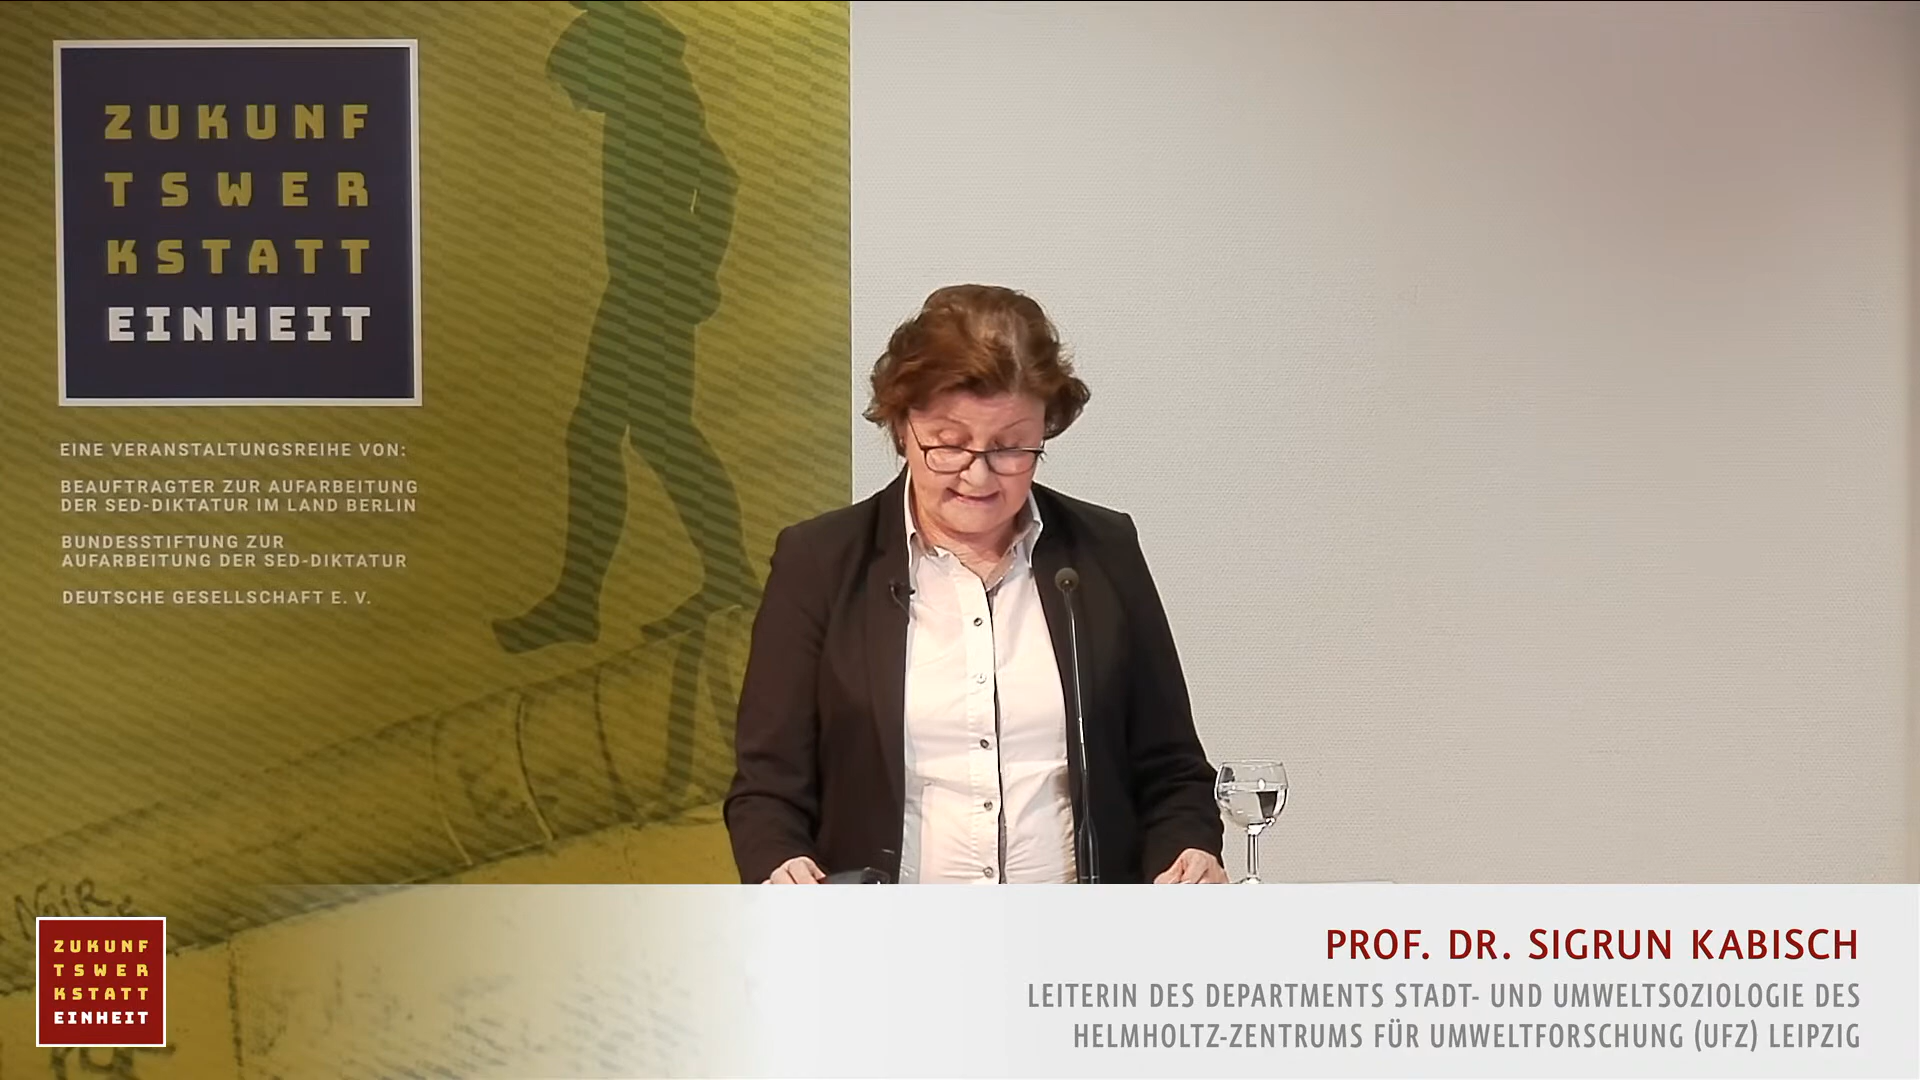 ZUKUNF
TSWER
KSTATT
EINHEIT
EINE VERANSTALTUNGSREIHE VON:
BEAUFTRAGTER ZUR AUFARBEITUNG
DER SED-DIKTATUR IM LAND BERLIN
BUNDESSTIFTUNG ZUR
AUFARBEITUNG DER SED-DIKTATUR
DEUTSCHE GESELLSCHAFT E. V.
NOIR
ZUKUNF
TSWER
KSTATT
EINHEIT
PROF. DR. SIGRUN KABISCH
LEITERIN DES DEPARTMENTS STADT- UND UMWELTSOZIOLOGIE DES
HELMHOLTZ-ZENTRUMS FÜR UMWELTFORSCHUNG (UFZ) LEIPZIG